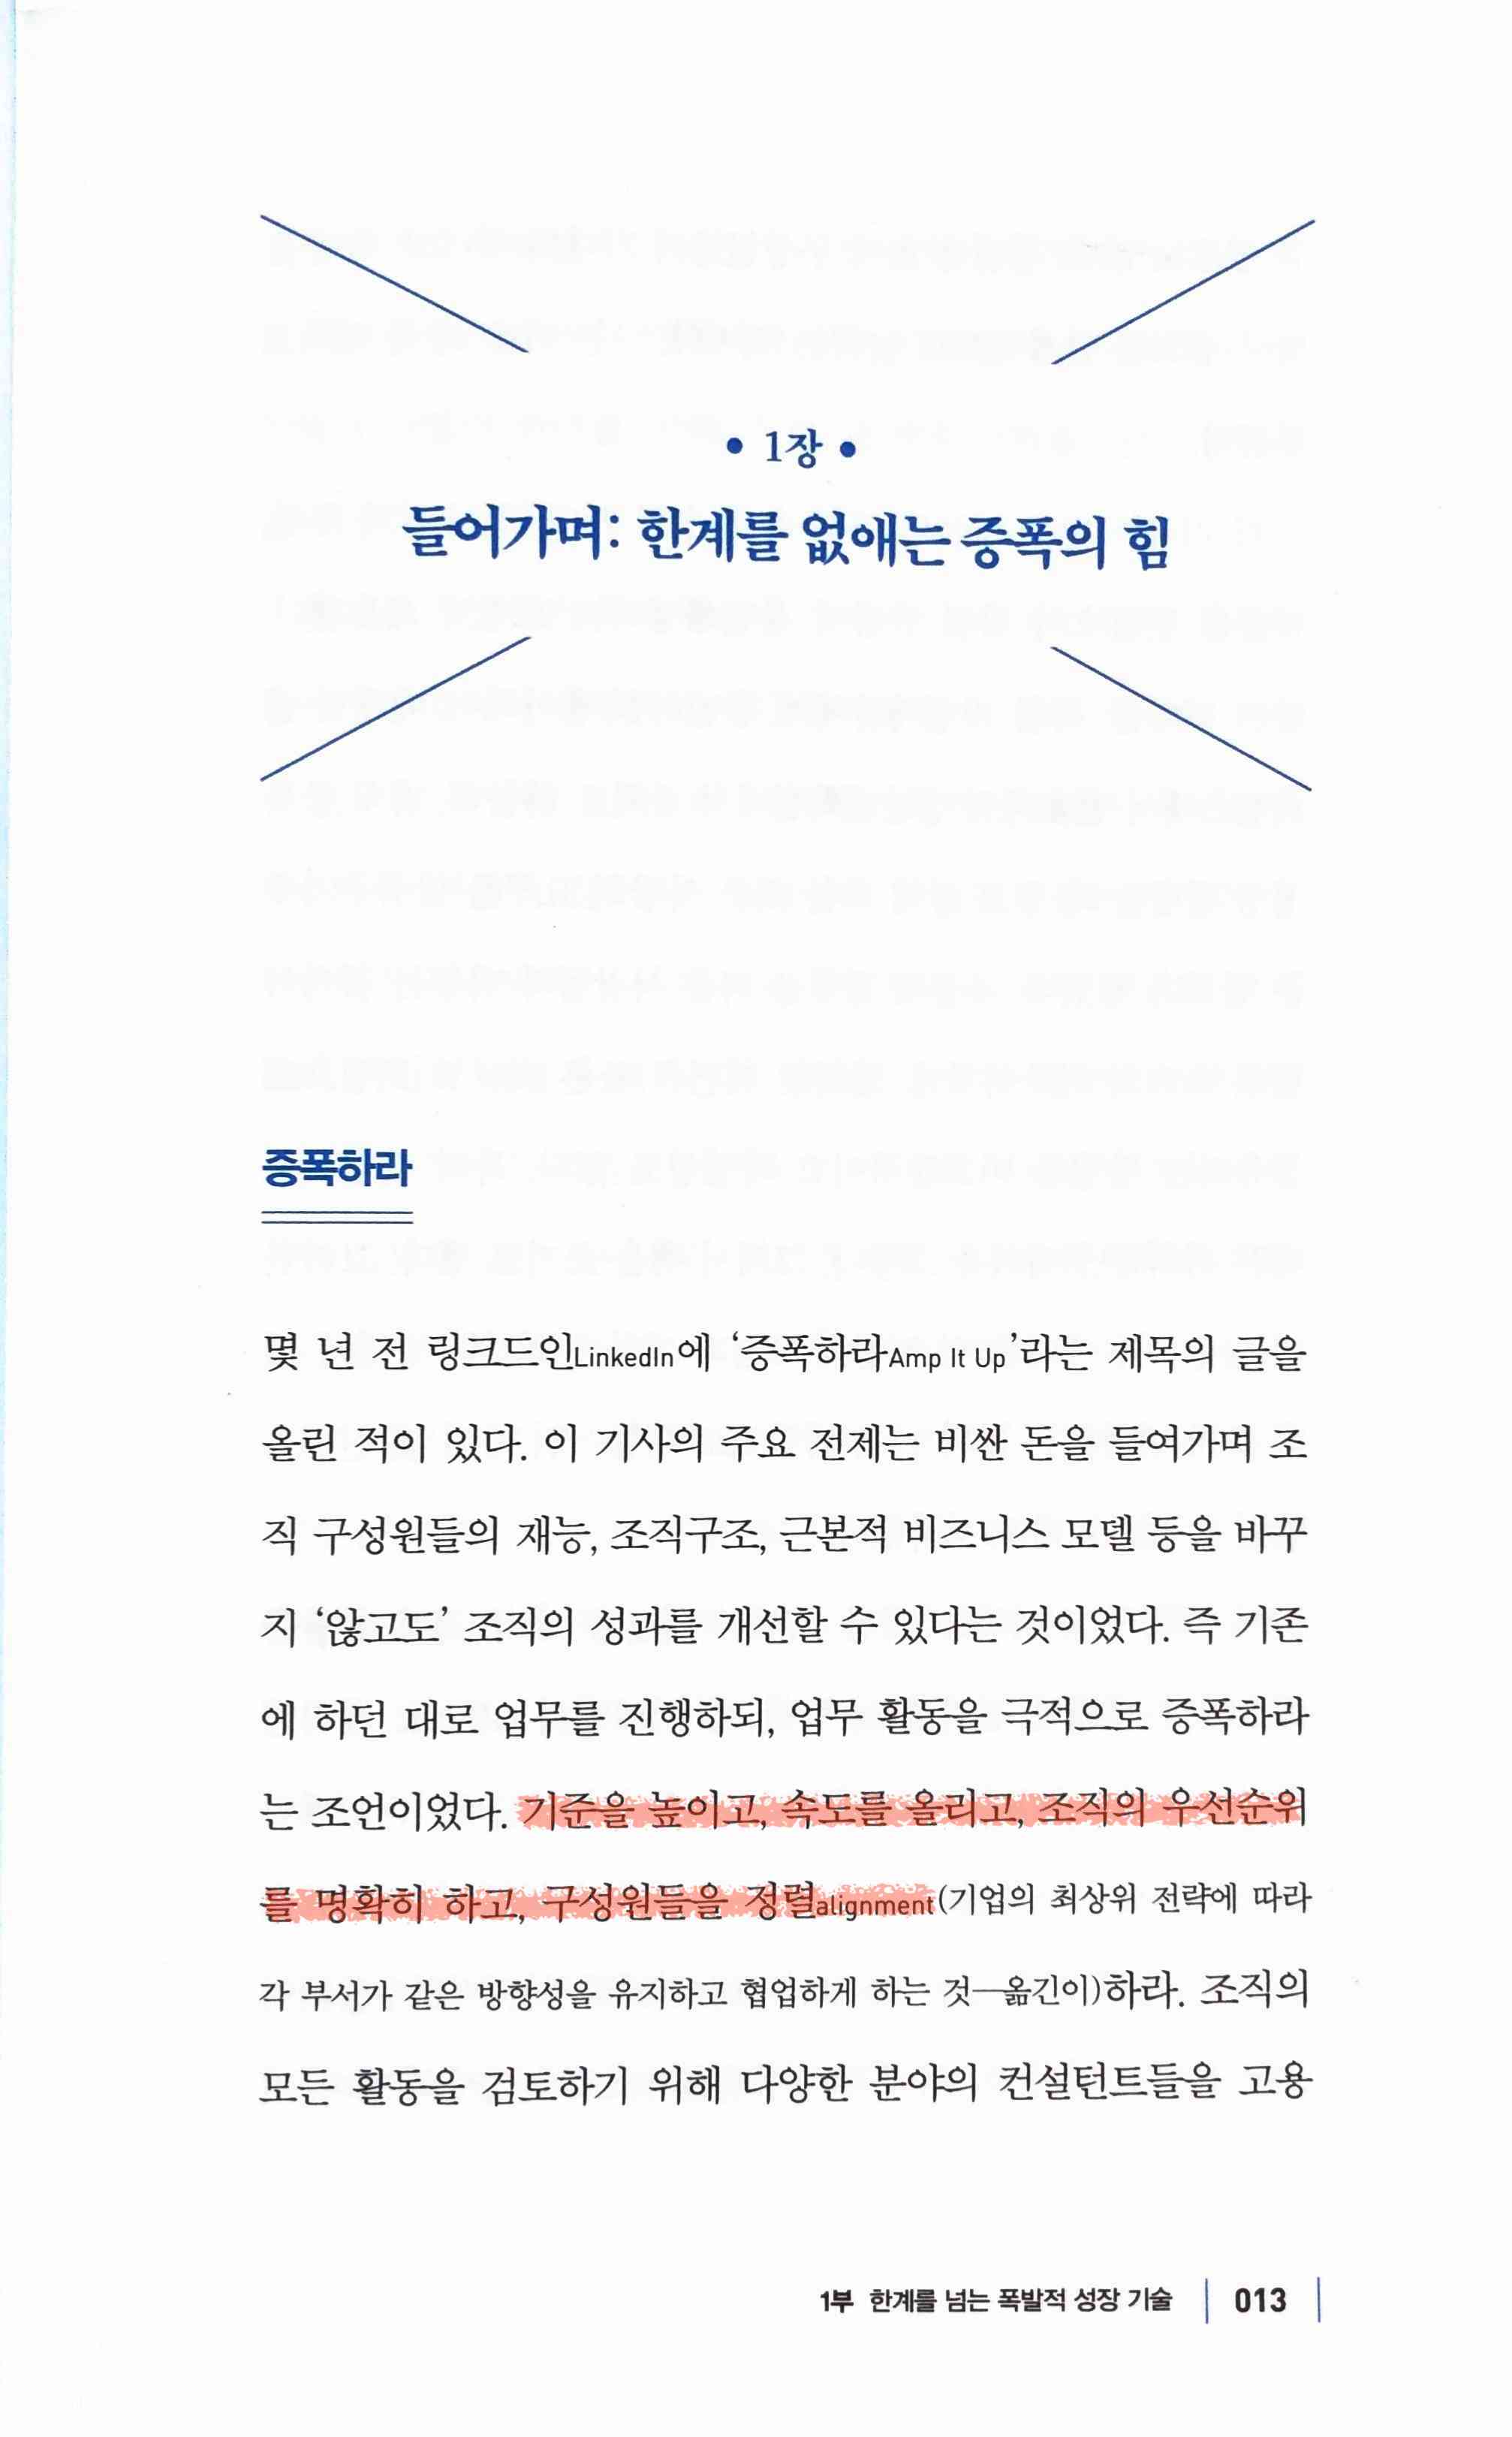 • 1장 •
들어가며: 한계를 없애는 증폭의 힘
증폭하라
몇 년 전 링크드인LinkedIn에 ‘증폭하라Amp It Up’라는 제목의 글을
올린 적이 있다. 이 기사의 주요 전제는 비싼 돈을 들여가며 조
직 구성원들의 재능, 조직구조, 근본적 비즈니스 모델 등을 바꾸
지 ‘않고도’ 조직의 성과를 개선할 수 있다는 것이었다. 즉 기존
에 하던 대로 업무를 진행하되, 업무 활동을 극적으로 증폭하라
는 조언이었다. 기준을 높이고, 속도를 올리고, 조직의 우선순위
를 명확히 하고, 구성원들을 정렬alignment(기업의 최상위 전략에 따라
각 부서가 같은 방향성을 유지하고 협업하게 하는 것―옮긴이)하라. 조직의
모든 활동을 검토하기 위해 다양한 분야의 컨설턴트들을 고용
1부 한계를 넘는 폭발적 성장 기술 | 013 |